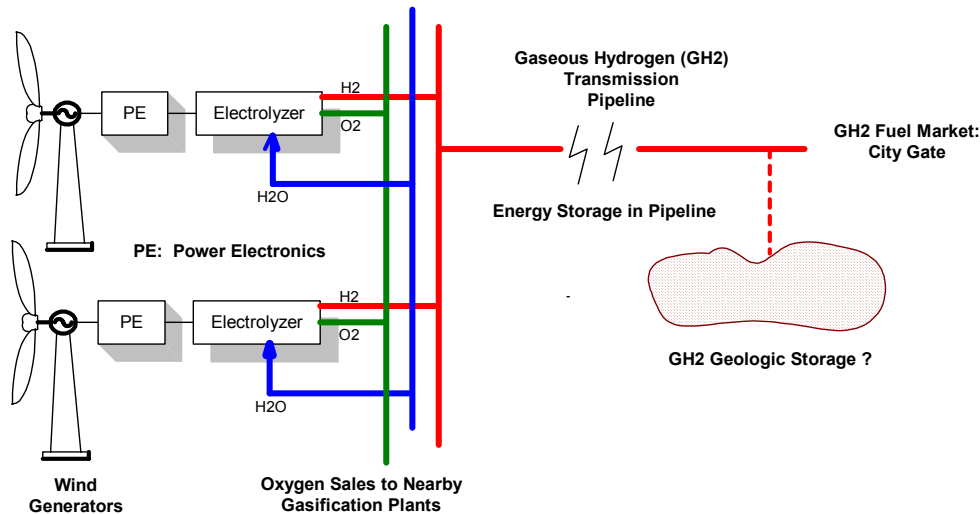 H2
PE
Electrolyzer
O2
H2O
PE: Power Electronics
H2
PE
Electrolyzer
O2
H2O
Wind
Generators
Oxygen Sales to Nearby
Gasification Plants
Gaseous Hydrogen (GH2)
Transmission
Pipeline
Energy Storage in Pipeline
GH2 Fuel Market:
City Gate
GH2 Geologic Storage ?